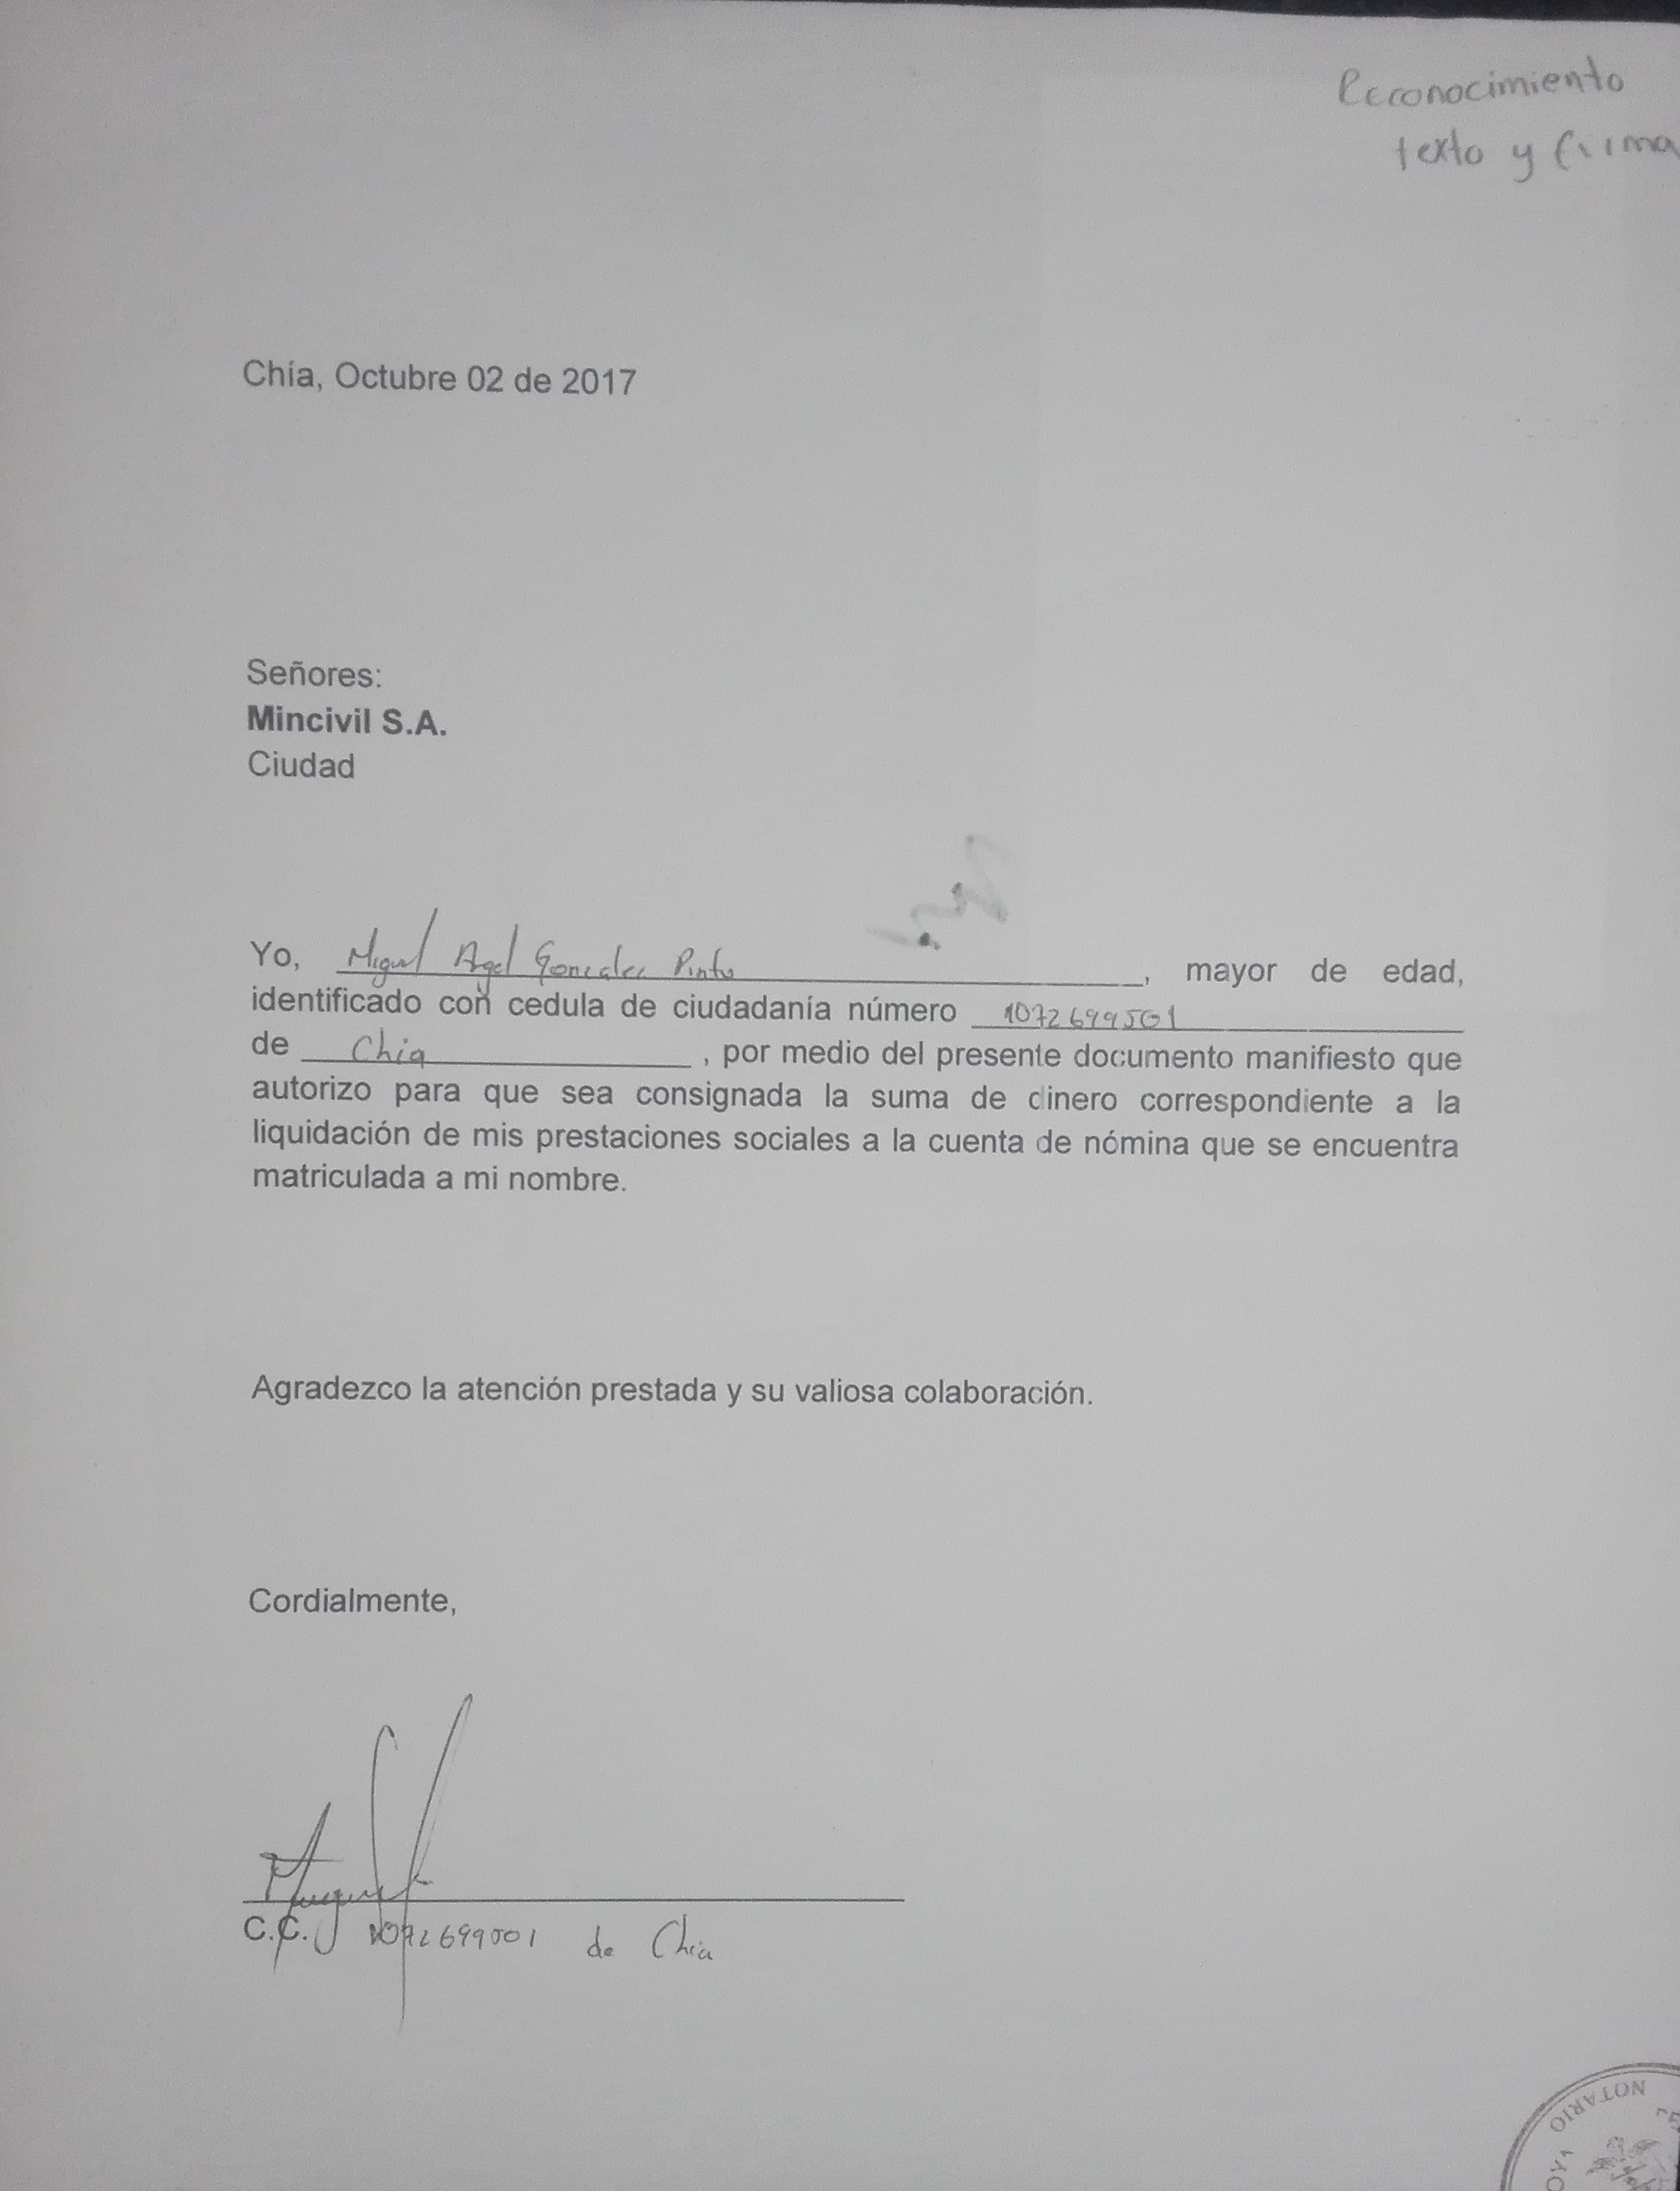 Reconocimiento
texto y firma
Chía, Octubre 02 de 2017
Señores:
Mincivil S.A.
Ciudad
Yo, Miguel Agel Gonzalez Pinto, mayor de edad,
identificado con cedula de ciudadanía número 1072699501
de Chia, por medio del presente documento manifiesto que
autorizo para que sea consignada la suma de dinero correspondiente a la
liquidación de mis prestaciones sociales a la cuenta de nómina que se encuentra
matriculada a mi nombre.
Agradezco la atención prestada y su valiosa colaboración.
Cordialmente,
C.C. 1072699501 de Chia
NOTARIO